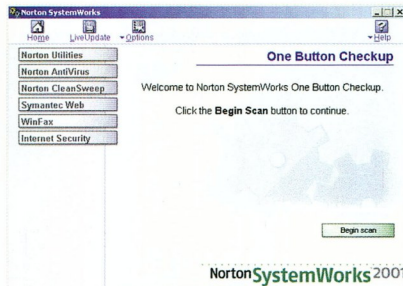 Norton SystemWorks
Home LiveUpdate Options Help
Norton Utilities
Norton AntiVirus
Norton CleanSweep
Symantec Web
WinFax
Internet Security
One Button Checkup
Welcome to Norton SystemWorks One Button Checkup.
Click the Begin Scan button to continue.
Begin scan
Norton SystemWorks 2001